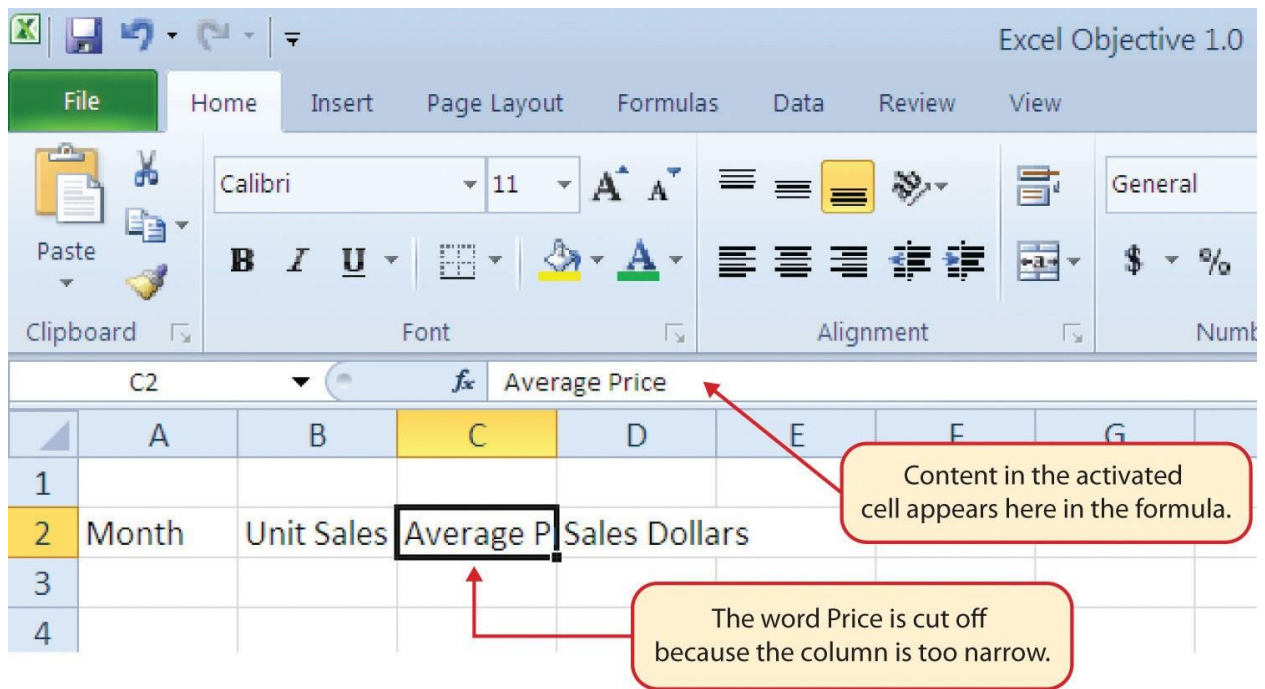 Excel Objective 1.0
File Home Insert Page Layout Formulas Data Review View
Calibri 11 A A General
Paste B I U A a $ %
Clipboard Font Alignment Numb
C2 fx Average Price
A B C D E F G
Content in the activated
cell appears here in the formula.
1
2 Month Unit Sales Average P Sales Dollars
3
The word Price is cut off
because the column is too narrow.
4